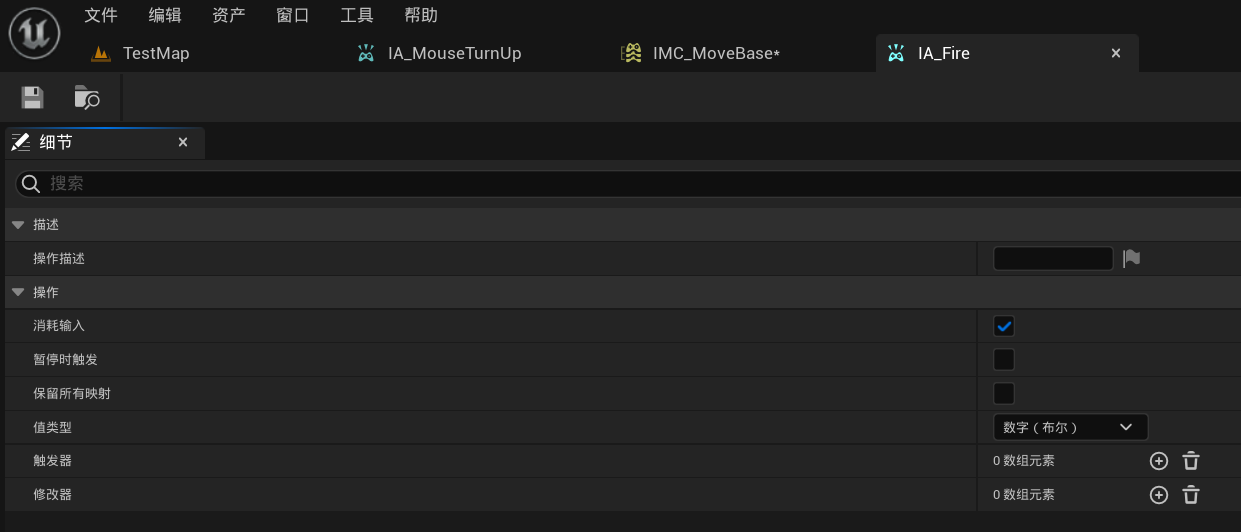 文件 编辑 资产 窗口 工具 帮助
TestMap IA_MouseTurnUp IMC_MoveBase* IA_Fire
细节
搜索
描述
操作描述
操作
消耗输入
暂停时触发
保留所有映射
值类型 数字（布尔）
触发器 0 数组元素
修改器 0 数组元素